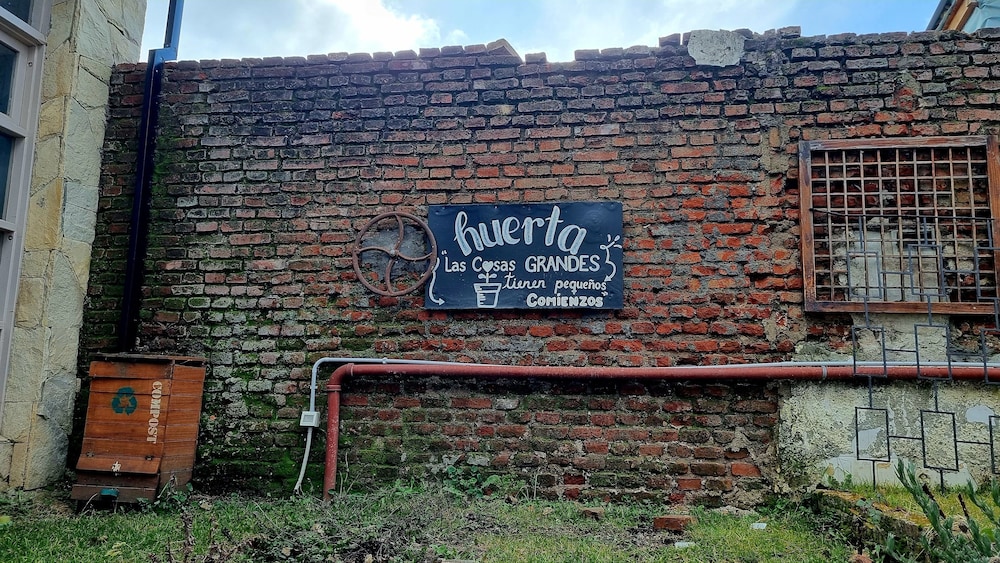 huerta
"Las Cosas GRANDES
tienen pequeños
COMIENZOS"
COMPOST